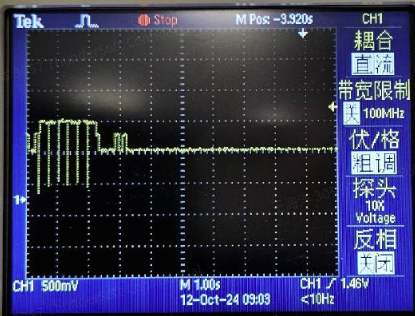 Tek Stop M Pos: -3.920s CH1
耦合
直流
带宽限制
关 100MHz
伏/格
粗调
探头
10X
Voltage
反相
关闭
1
CH1 500mV M 1.00s CH1 1.46V
12-Oct-24 09:03 <10Hz